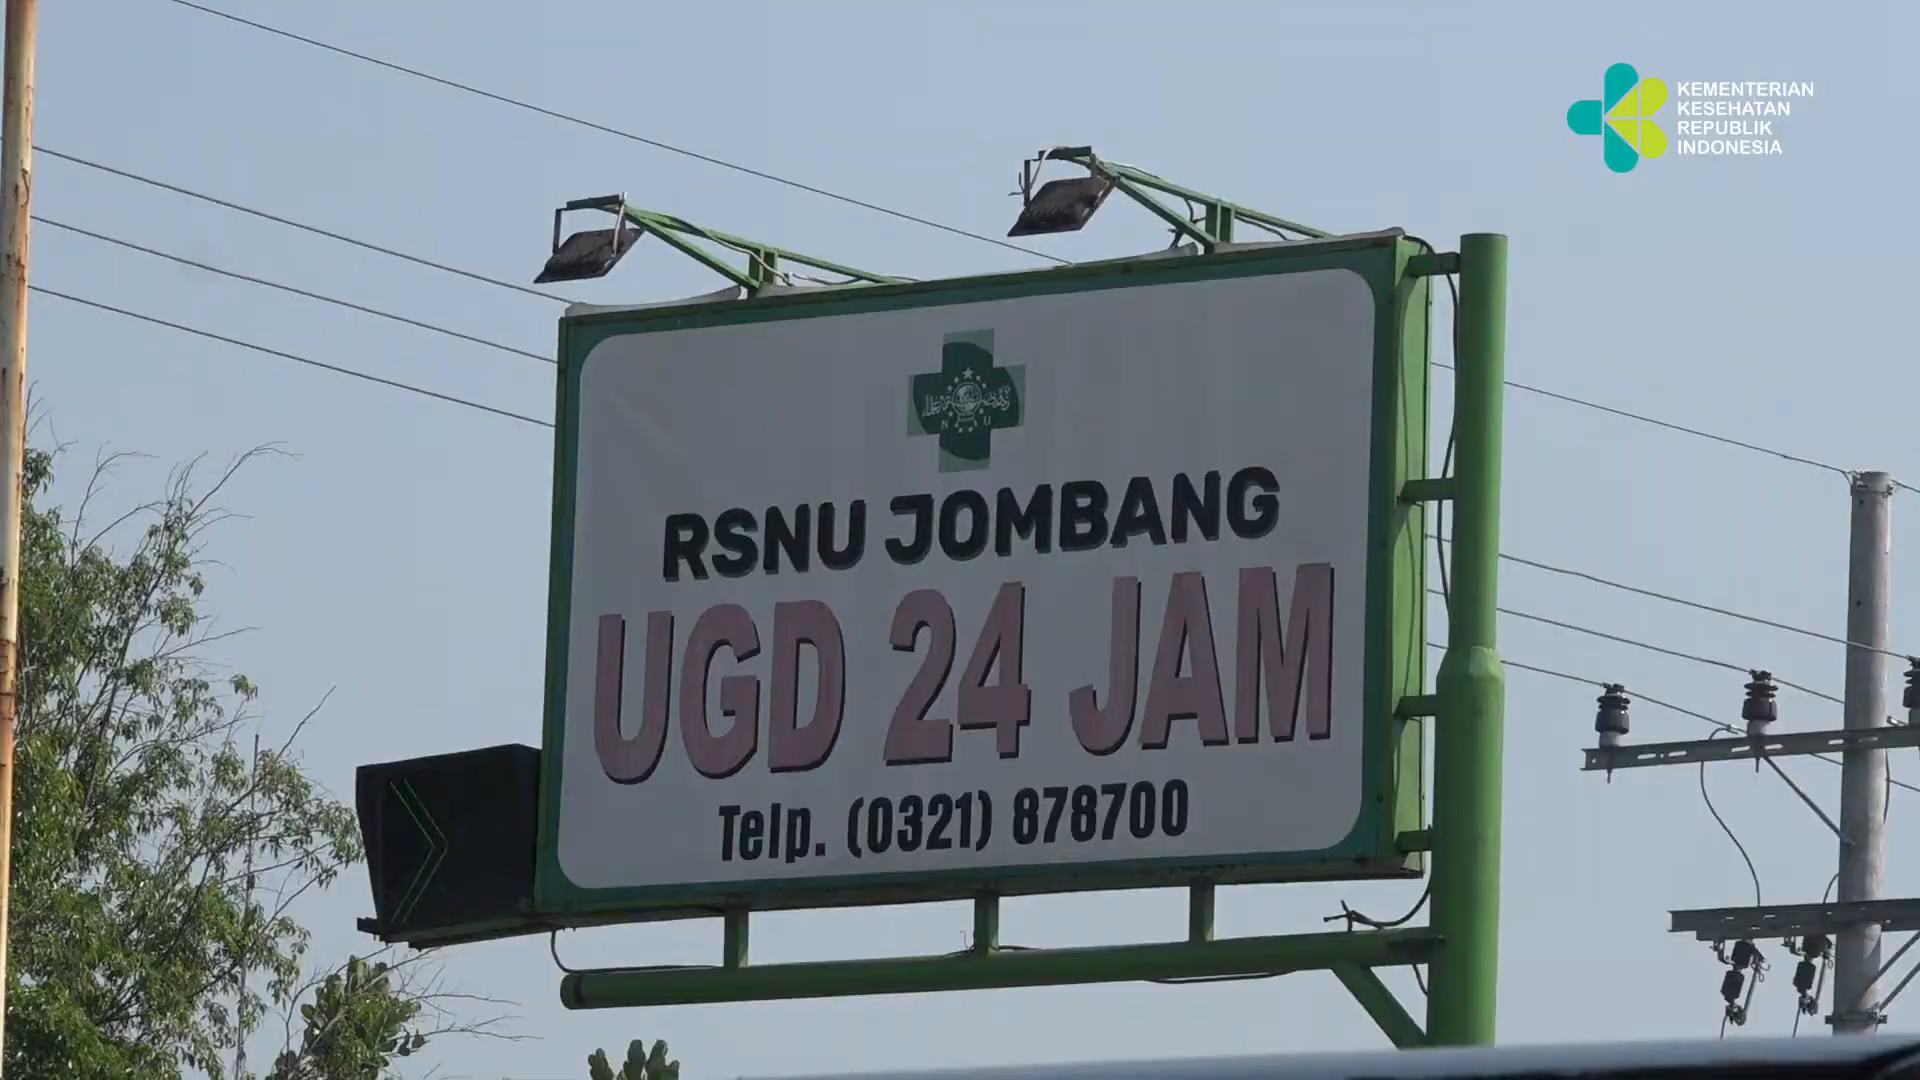 KEMENTERIAN
KESEHATAN
REPUBLIK
INDONESIA
N U
RSNU JOMBANG
UGD 24 JAM
Telp. (0321) 878700